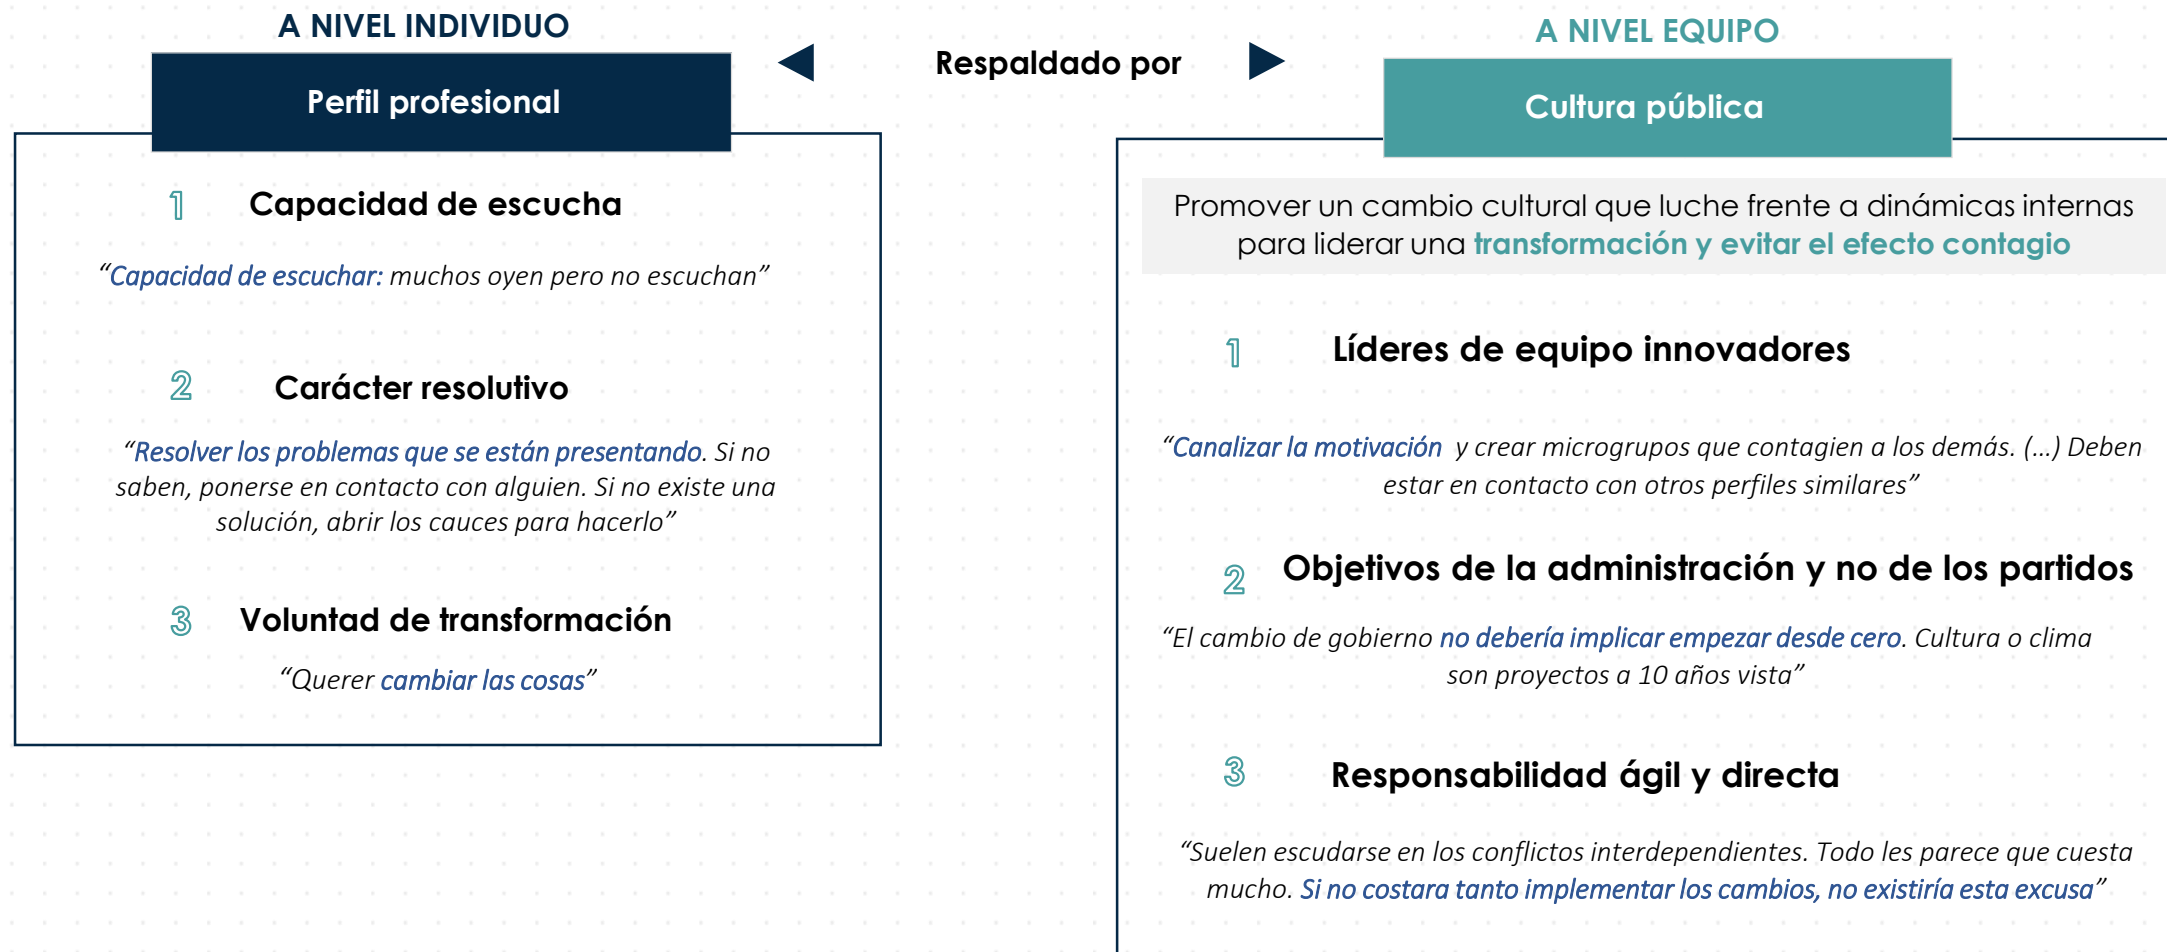 A NIVEL INDIVIDUO
Perfil profesional
1 Capacidad de escucha
“Capacidad de escuchar: muchos oyen pero no escuchan”
2 Carácter resolutivo
“Resolver los problemas que se están presentando. Si no
saben, ponerse en contacto con alguien. Si no existe una
solución, abrir los cauces para hacerlo”
3 Voluntad de transformación
“Querer cambiar las cosas”
Respaldado por
A NIVEL EQUIPO
Cultura pública
Promover un cambio cultural que luche frente a dinámicas internas
para liderar una transformación y evitar el efecto contagio
1 Líderes de equipo innovadores
“Canalizar la motivación y crear microgrupos que contagien a los demás. (…) Deben
estar en contacto con otros perfiles similares”
2 Objetivos de la administración y no de los partidos
“El cambio de gobierno no debería implicar empezar desde cero. Cultura o clima
son proyectos a 10 años vista”
3 Responsabilidad ágil y directa
“Suelen escudarse en los conflictos interdependientes. Todo les parece que cuesta
mucho. Si no costara tanto implementar los cambios, no existiría esta excusa”